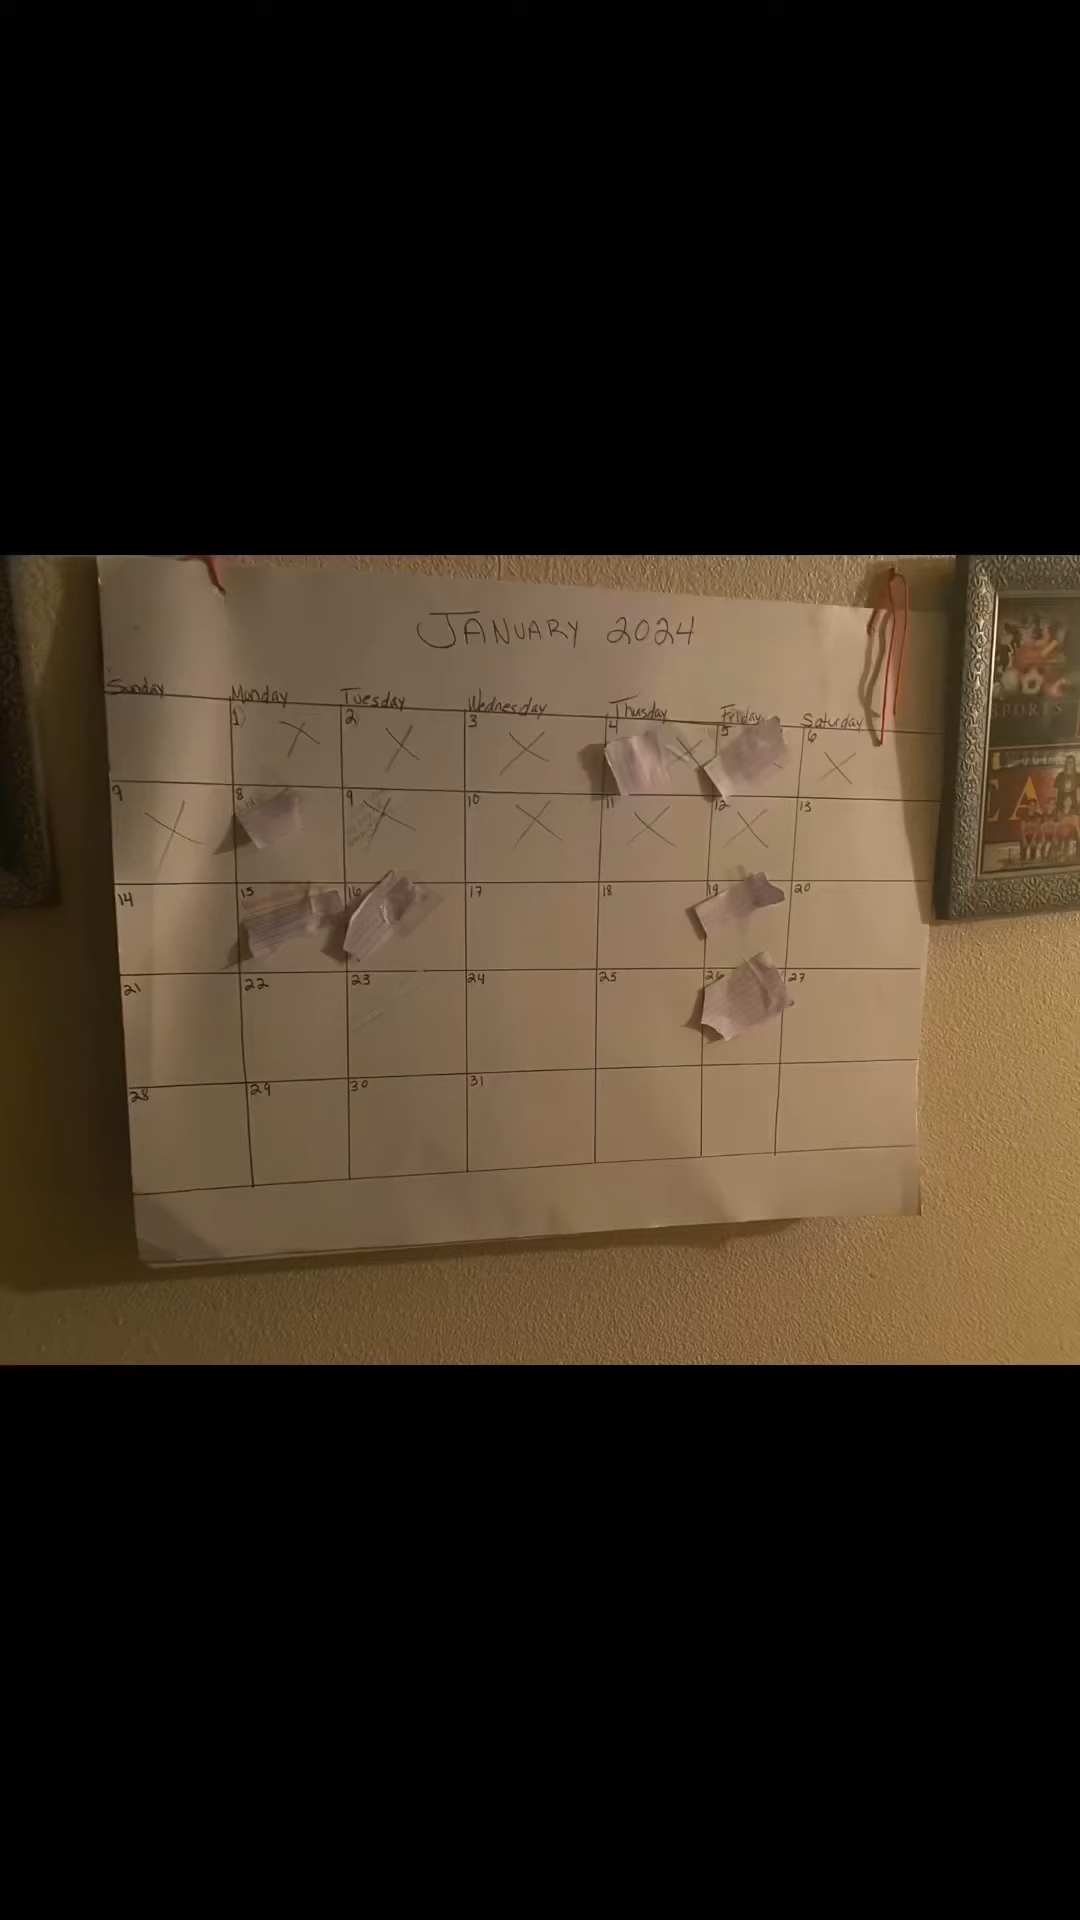 JANUARY 2024
Sunday Monday Tuesday Wednesday Thusday Friday Saturday
1 2 3 4 5 6
9 8 9 10 11 12 13
14 15 16 17 18 19 20
21 22 23 24 25 26 27
28 29 30 31
SPORTS